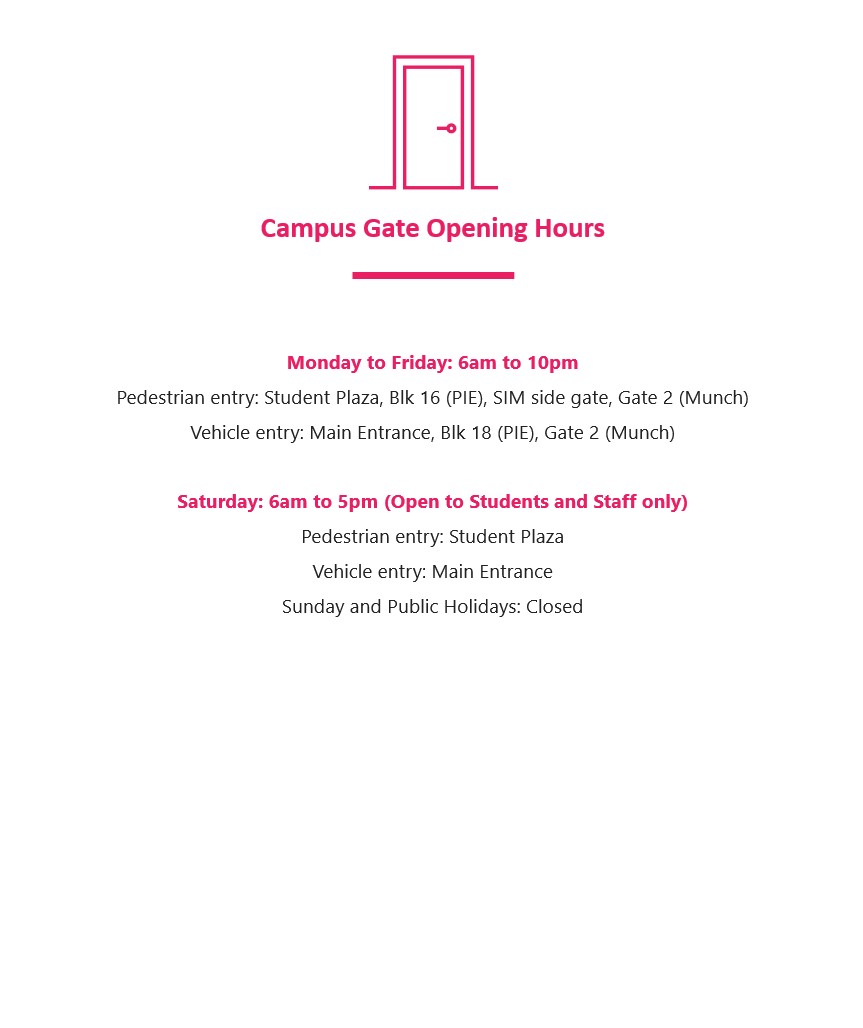 Campus Gate Opening Hours
Monday to Friday: 6am to 10pm
Pedestrian entry: Student Plaza, Blk 16 (PIE), SIM side gate, Gate 2 (Munch)
Vehicle entry: Main Entrance, Blk 18 (PIE), Gate 2 (Munch)
Saturday: 6am to 5pm (Open to Students and Staff only)
Pedestrian entry: Student Plaza
Vehicle entry: Main Entrance
Sunday and Public Holidays: Closed